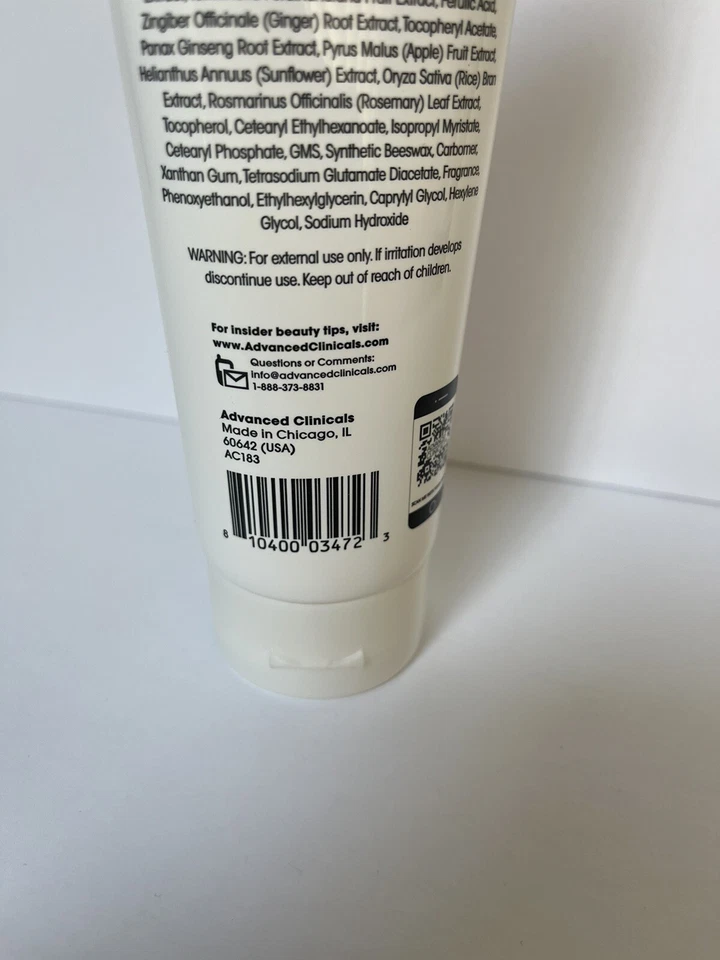 Fruit Extract, Ferulic Acid,
Zingiber Officinale (Ginger) Root Extract, Tocopheryl Acetate,
Panax Ginseng Root Extract, Pyrus Malus (Apple) Fruit Extract,
Helianthus Annuus (Sunflower) Extract, Oryza Sativa (Rice) Bran
Extract, Rosmarinus Officinalis (Rosemary) Leaf Extract,
Tocopherol, Cetearyl Ethylhexanoate, Isopropyl Myristate,
Cetearyl Phosphate, GMS, Synthetic Beeswax, Carbomer,
Xanthan Gum, Tetrasodium Glutamate Diacetate, Fragrance,
Phenoxyethanol, Ethylhexylglycerin, Caprylyl Glycol, Hexylene
Glycol, Sodium Hydroxide
WARNING: For external use only. If irritation develops
discontinue use. Keep out of reach of children.
For insider beauty tips, visit:
www.AdvancedClinicals.com
Questions or Comments:
info@advancedclinicals.com
1-888-373-8831
Advanced Clinicals
Made in Chicago, IL
60642 (USA)
AC183
8 10400 03472 3